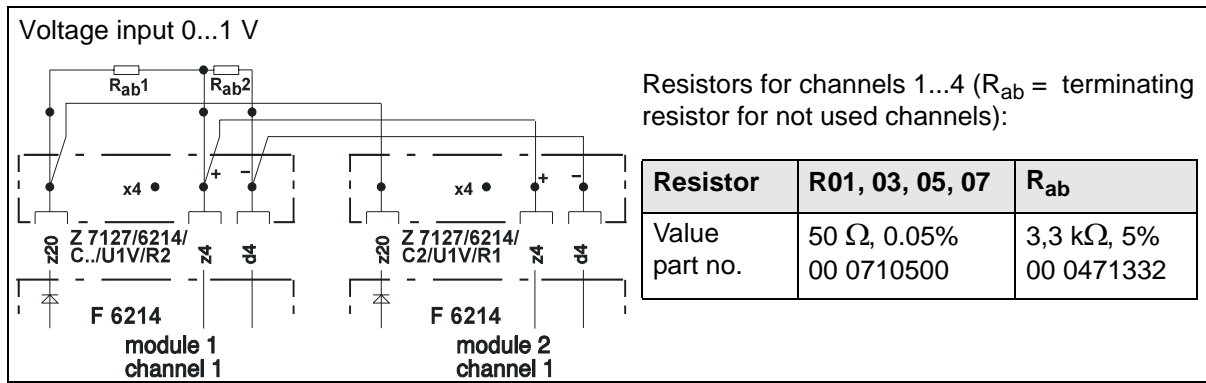 Voltage input 0...1 V
Rab1
Rab2
+
–
x4
z20
Z 7127/6214/
C../U1V/R2
z4
d4
F 6214
module 1
channel 1
+
–
x4
z20
Z 7127/6214/
C2/U1V/R1
z4
d4
F 6214
module 2
channel 1
Resistors for channels 1...4 (Rab = terminating
resistor for not used channels):
Resistor R01, 03, 05, 07 Rab
Value 50 Ω, 0.05% 3,3 kΩ, 5%
part no. 00 0710500 00 0471332